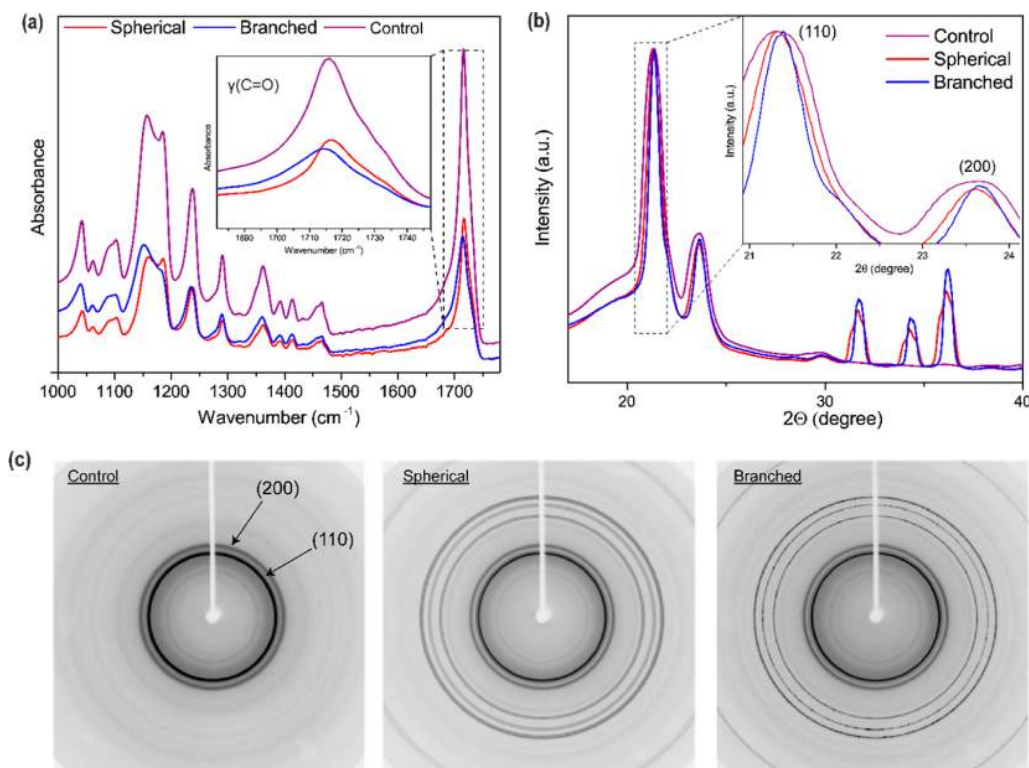 (a)
Spherical Branched Control
γ(C=O)
Absorbance
1680 1690 1700 1710 1720 1730 1740
Wavenumber (cm-1)
Absorbance
1000 1100 1200 1300 1400 1500 1600 1700
Wavenumber (cm-1)
(b)
(110)
Control
Spherical
Branched
(200)
Intensity (a.u.)
21 22 23 24
2θ (degree)
Intensity (a.u.)
20 30 40
2Θ (degree)
(c)
Control
(200)
(110)
Spherical
Branched